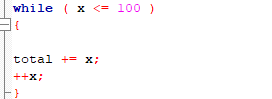 while ( x <= 100 )
{
total += x;
++x;
}